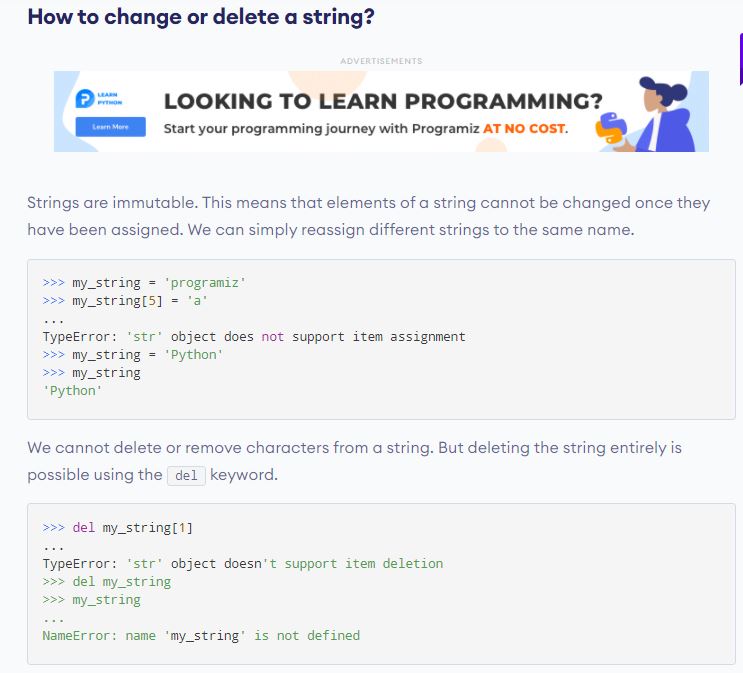 How to change or delete a string?
ADVERTISEMENTS
LEARN
PYTHON
Learn More
LOOKING TO LEARN PROGRAMMING?
Start your programming journey with Programiz AT NO COST.
Strings are immutable. This means that elements of a string cannot be changed once they
have been assigned. We can simply reassign different strings to the same name.
>>> my_string = 'programiz'
>>> my_string[5] = 'a'
...
TypeError: 'str' object does not support item assignment
>>> my_string = 'Python'
>>> my_string
'Python'
We cannot delete or remove characters from a string. But deleting the string entirely is
possible using the del keyword.
>>> del my_string[1]
...
TypeError: 'str' object doesn't support item deletion
>>> del my_string
>>> my_string
...
NameError: name 'my_string' is not defined